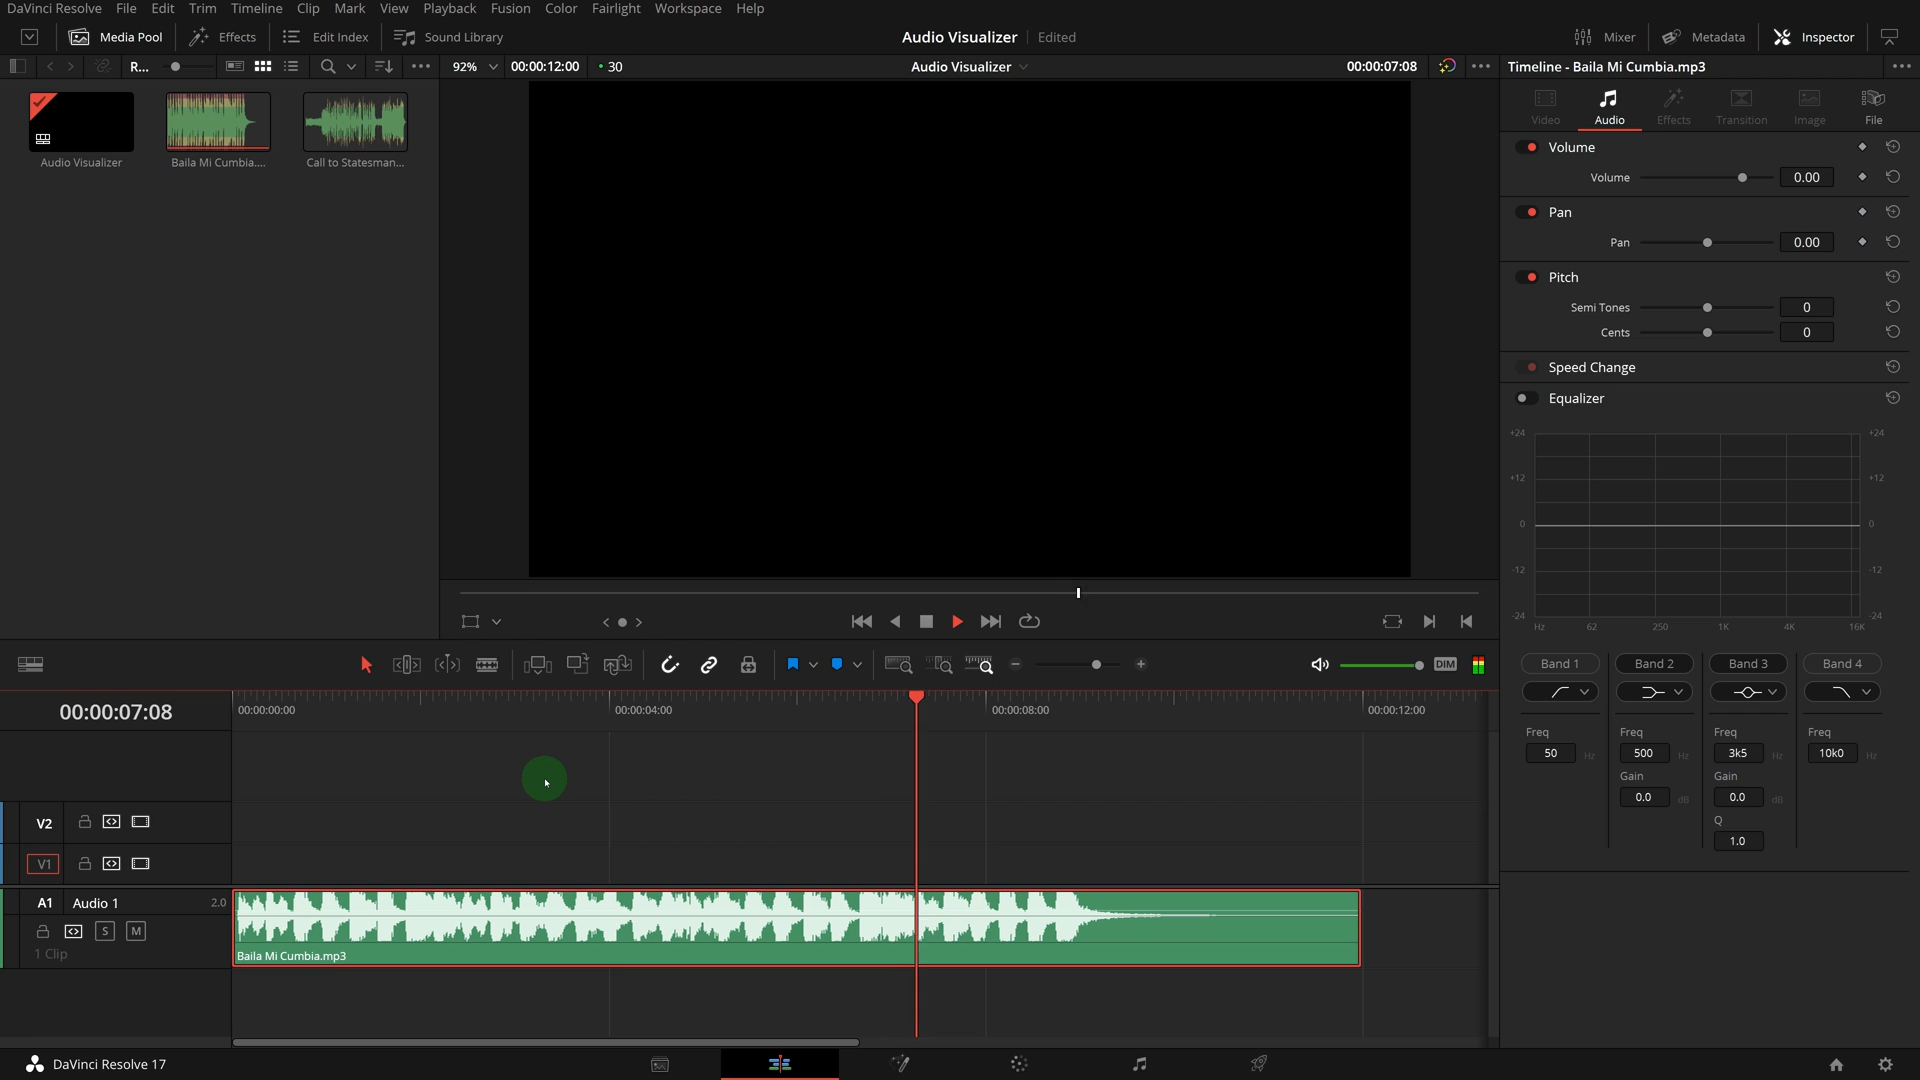 DaVinci Resolve File Edit Trim Timeline Clip Mark View Playback Fusion Color Fairlight Workspace Help
Media Pool Effects Edit Index Sound Library Audio Visualizer Edited Mixer Metadata Inspector
R... 92% 00:00:12:00 30 Audio Visualizer 00:00:07:08 Timeline - Baila Mi Cumbia.mp3
Video Audio Effects Transition Image File
Audio Visualizer Baila Mi Cumbia.... Call to Statesman...
Volume
Volume 0.00
Pan
Pan 0.00
Pitch
Semi Tones 0
Cents 0
Speed Change
Equalizer
+24 +24
+12 +12
0 0
-12 -12
-24 -24
Hz 62 250 1K 4K 16K
DIM
Band 1 Band 2 Band 3 Band 4
00:00:07:08 00:00:00:00 00:00:04:00 00:00:08:00 00:00:12:00
Freq Freq Freq Freq
50 Hz 500 Hz 3k5 Hz 10k0 Hz
Gain Gain
0.0 dB 0.0 dB
Q
1.0
V2
V1
A1 Audio 1 2.0
S M
1 Clip
Baila Mi Cumbia.mp3
DaVinci Resolve 17